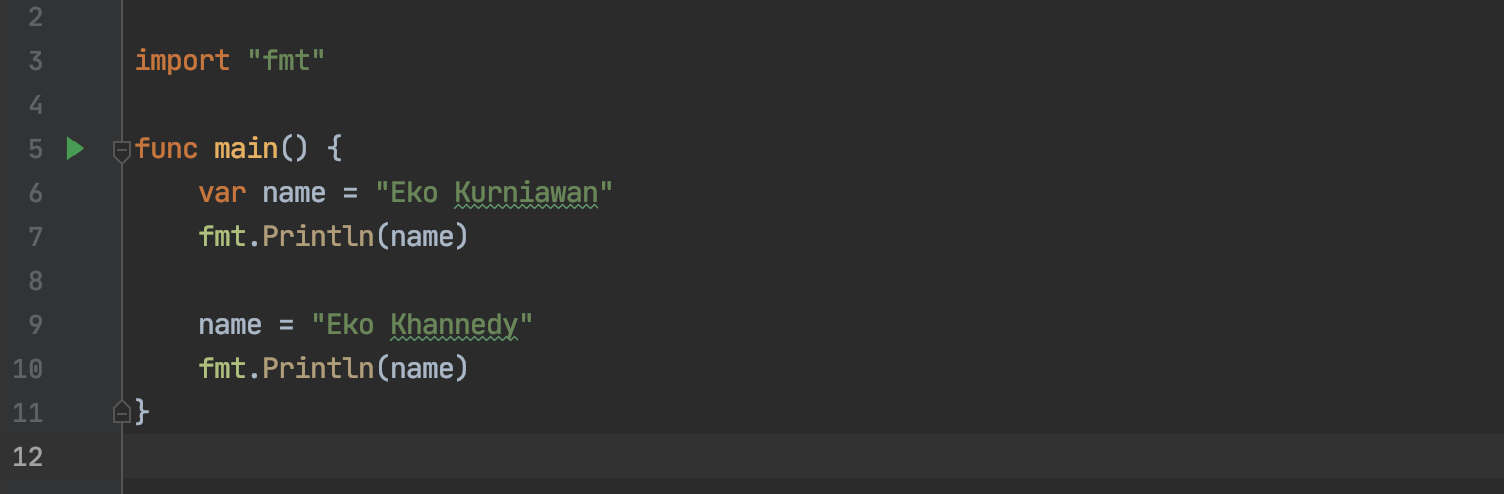 2
3 import "fmt"
4
5 func main() {
6     var name = "Eko Kurniawan"
7     fmt.Println(name)
8
9     name = "Eko Khannedy"
10     fmt.Println(name)
11 }
12